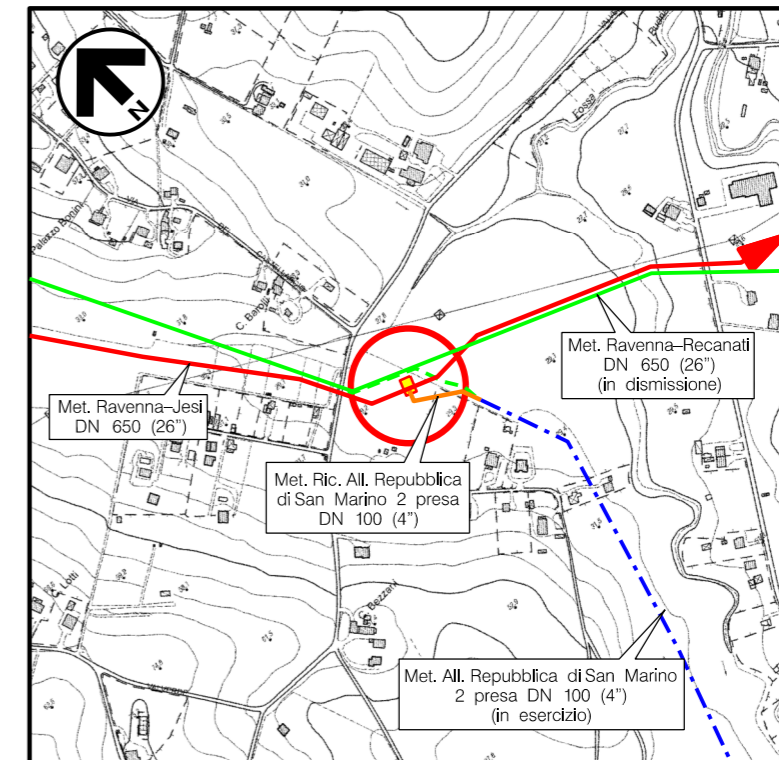 N
Fossa
Palazzo Bonini
C. Barilli
Met. Ravenna–Recanati
DN 650 (26")
(in dismissione)
Met. Ravenna–Jesi
DN 650 (26")
Met. Ric. All. Repubblica
di San Marino 2 presa
DN 100 (4")
C. Lotti
C. Bezzani
Met. All. Repubblica di San Marino
2 presa DN 100 (4")
(in esercizio)